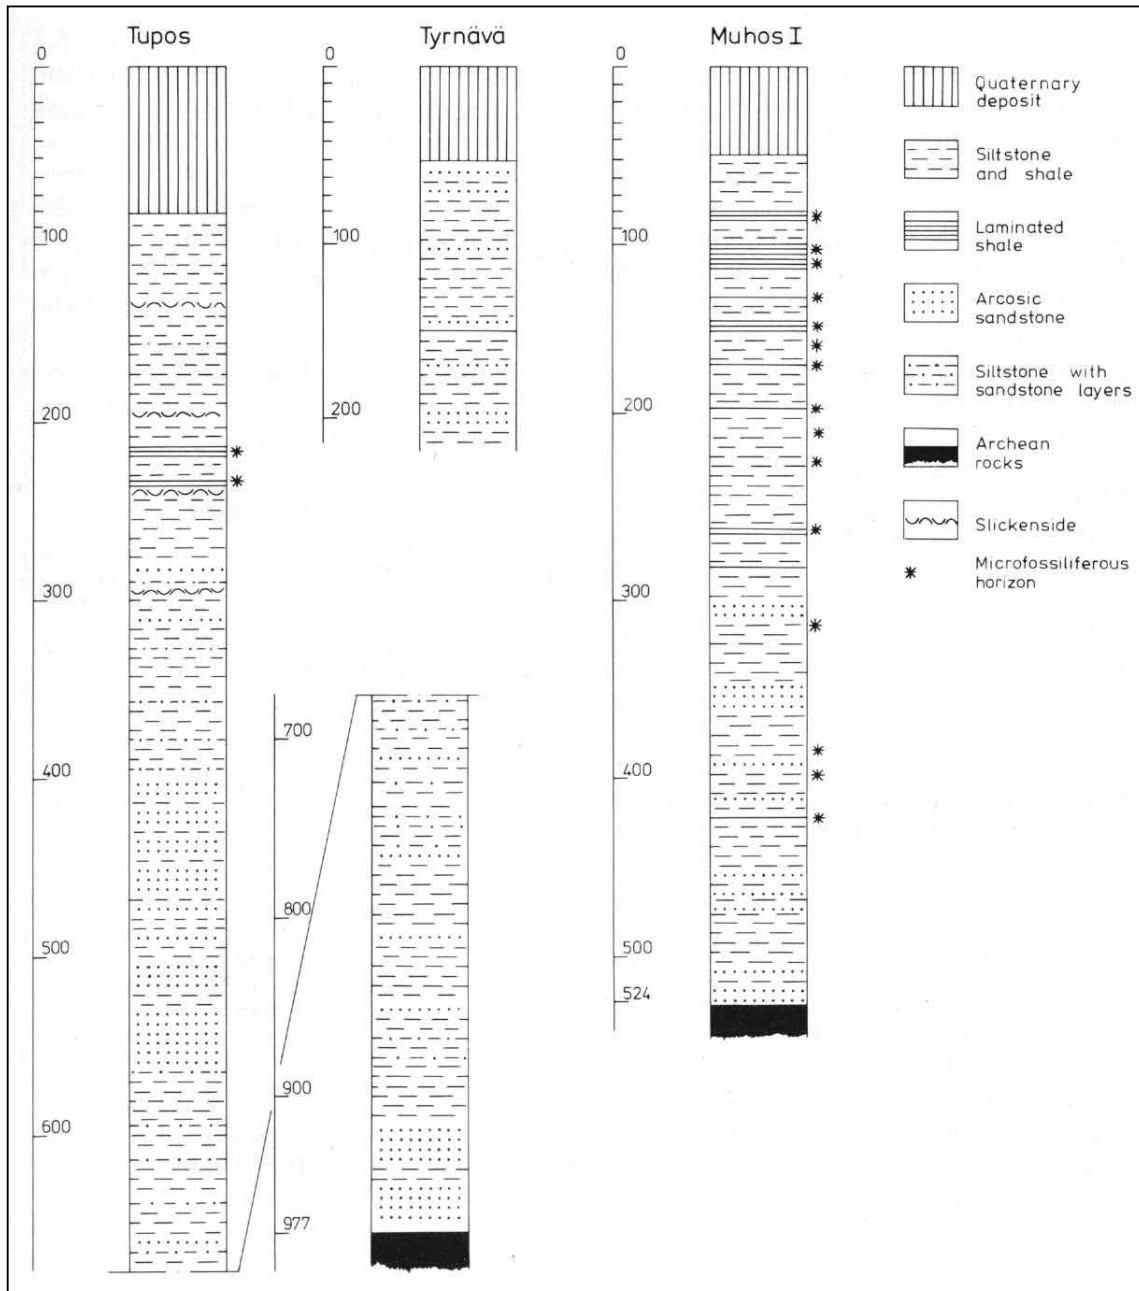 Tupos
Tyrnävä
Muhos I
0
100
200
300
400
500
600
700
800
900
977
0
100
200
0
100
200
300
400
500
524
Quaternary
deposit
Siltstone
and shale
Laminated
shale
Arcosic
sandstone
Siltstone with
sandstone layers
Archean
rocks
Slickenside
Microfossiliferous
horizon